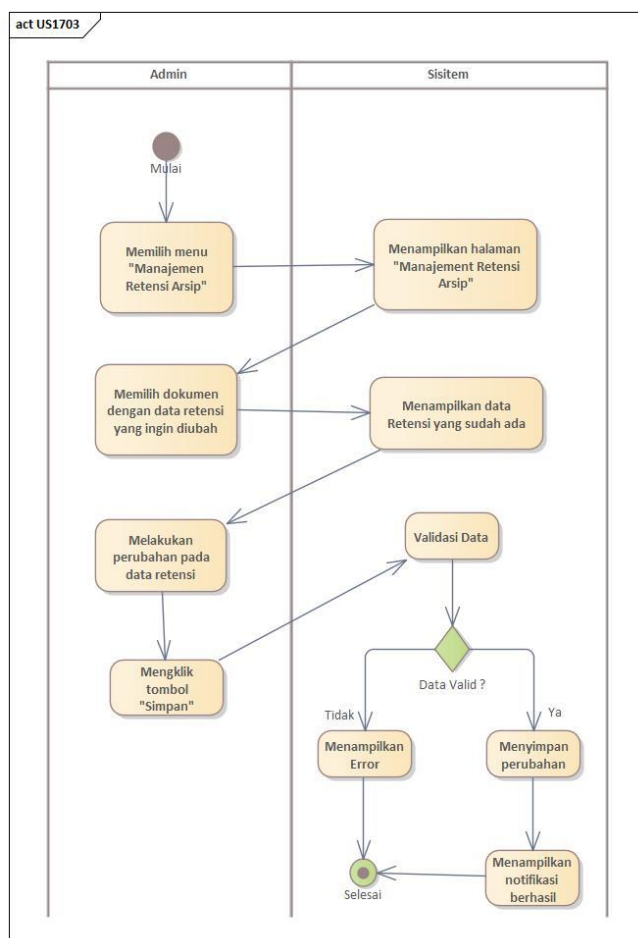 act US1703
Admin
Sisitem
Mulai
Memilih menu
"Manajemen
Retensi Arsip"
Menampilkan halaman
"Manajement Retensi
Arsip"
Memilih dokumen
dengan data retensi
yang ingin diubah
Menampilkan data
Retensi yang sudah ada
Melakukan
perubahan pada
data retensi
Validasi Data
Mengklik
tombol
"Simpan"
Data Valid ?
Tidak
Ya
Menampilkan
Error
Menyimpan
perubahan
Menampilkan
notifikasi
berhasil
Selesai